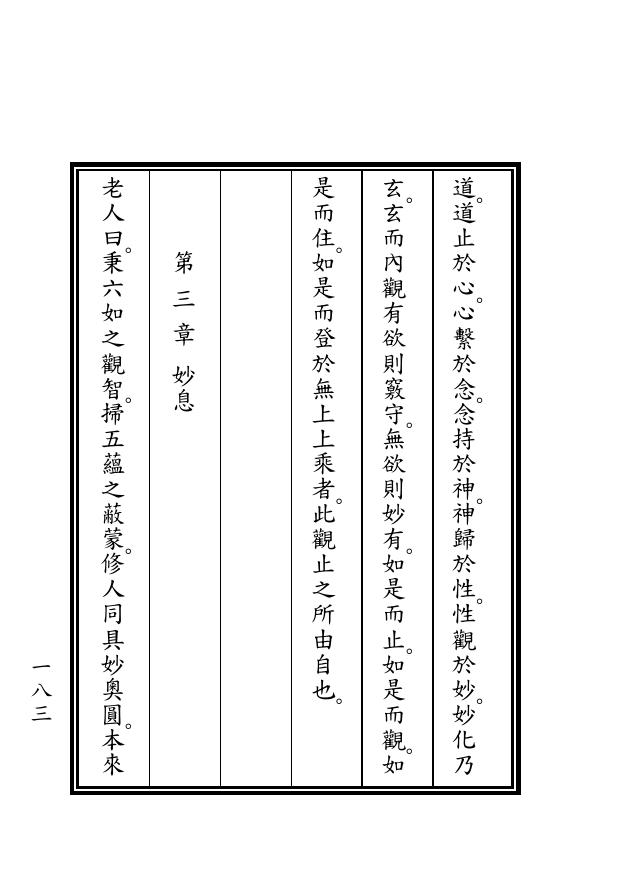 道。道止於心。心繫於念。念持於神。神歸於性。性觀於妙。妙化乃
玄。玄而內觀有欲則竅守。無欲則妙有。如是而止。如是而觀。如
是而住。如是而登於無上上乘者。此觀止之所由自也。
第三章 妙息
老人曰。秉六如之觀智。掃五蘊之蔽蒙。修人同具妙奧圓。本來
一八三